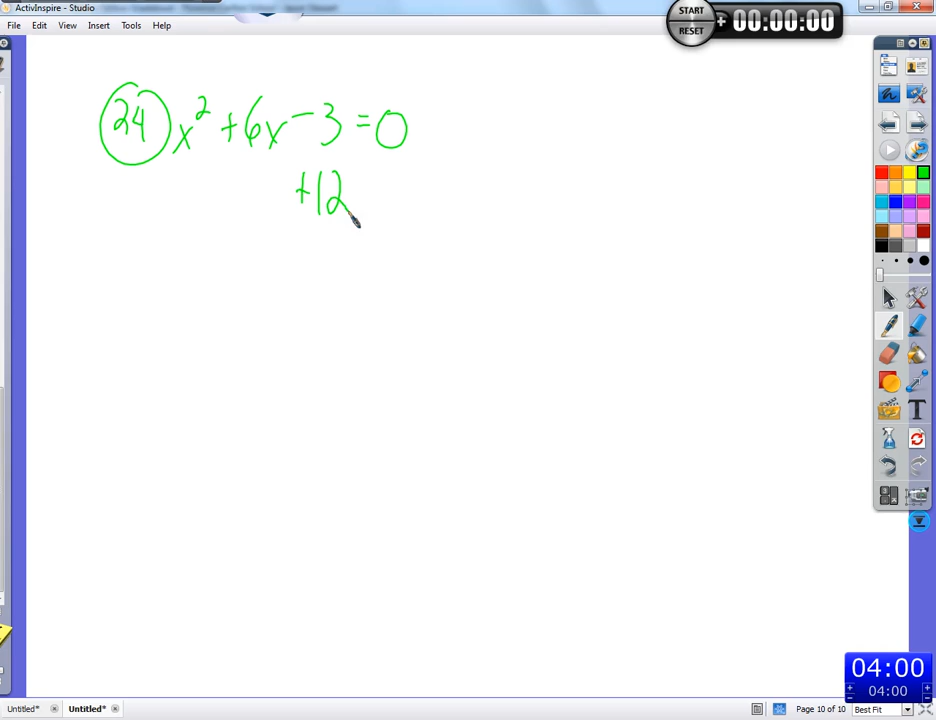 ActivInspire - Studio
START
RESET
00:00:00
File Edit View Insert Tools Help
24 x² + 6x - 3 = 0
+12
T
04:00
04:00
Untitled* Untitled* Page 10 of 10 Best Fit